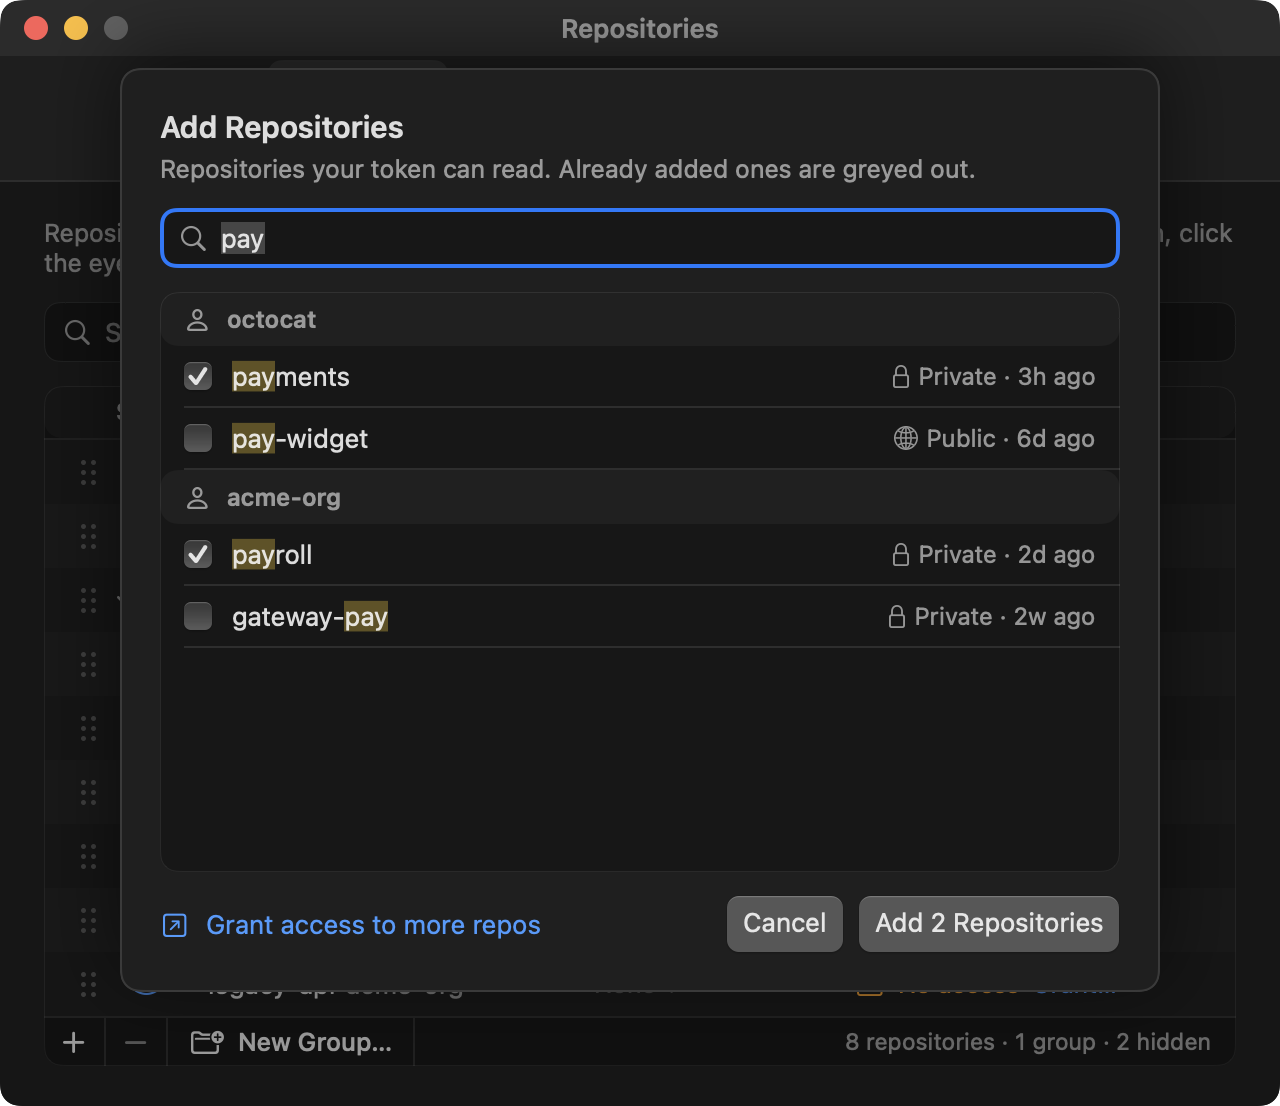 Repositories
Add Repositories
Repositories your token can read. Already added ones are greyed out.
click
the
pay
octocat
payments
Private · 3h ago
pay-widget
Public · 6d ago
acme-org
payroll
Private · 2d ago
gateway-pay
Private · 2w ago
Grant access to more repos
Cancel
Add 2 Repositories
New Group...
8 repositories · 1 group · 2 hidden